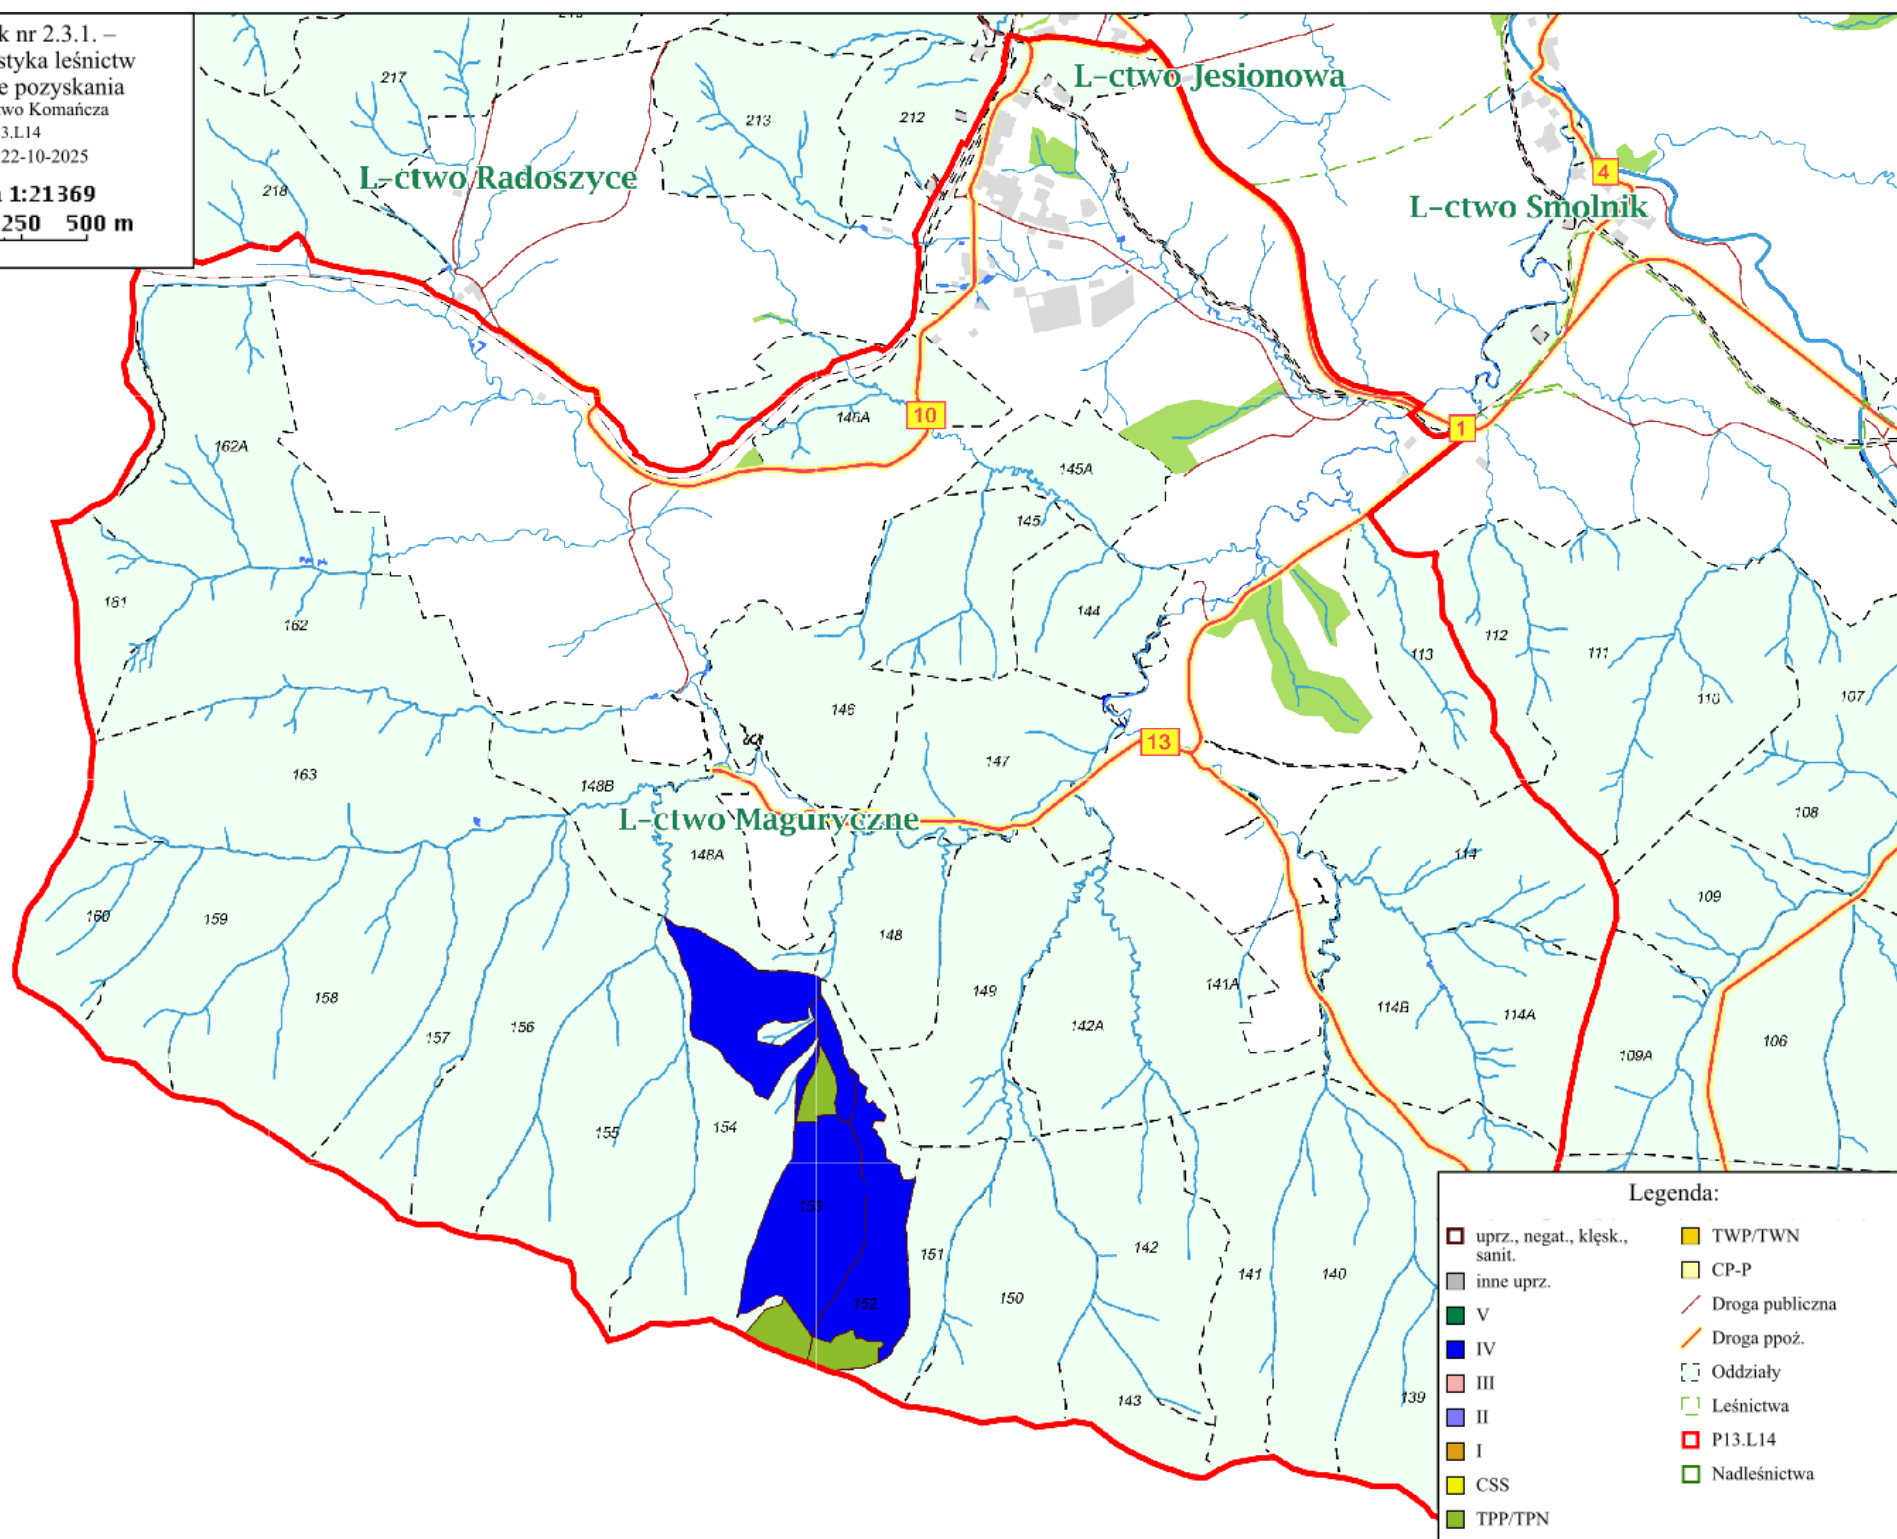 k nr 2.3.1. –
styka leśnictw
e pozyskania
two Komańcza
3.L14
22-10-2025
1:21369
250 500 m
L-ctwo Jesionowa
217
213
212
L-ctwo Radoszyce
218
4
L-ctwo Smolnik
146A
10
1
162A
145A
145
161
162
144
113
112
111
110
107
146
13
147
163
148B
108
L-ctwo Maguryczne
148A
114
109
160
159
148
158
149
141A
156
157
142A
114B
114A
109A
106
155
154
153
151
142
141
140
152
150
143
139
Legenda:
uprz., negat., klęsk.,
sanit.
inne uprz.
V
IV
III
II
I
CSS
TPP/TPN
TWP/TWN
CP-P
Droga publiczna
Droga ppoż.
Oddziały
Leśnictwa
P13.L14
Nadleśnictwa